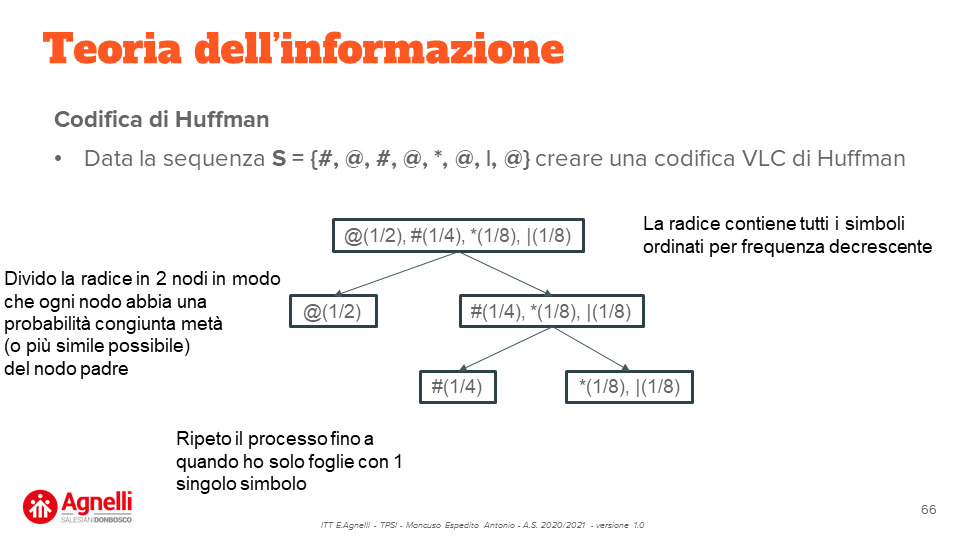 Teoria dell'informazione
Codifica di Huffman
• Data la sequenza S = {#, @, #, @, *, @, |, @} creare una codifica VLC di Huffman
@(1/2), #(1/4), *(1/8), |(1/8)
La radice contiene tutti i simboli
ordinati per frequenza decrescente
Divido la radice in 2 nodi in modo
che ogni nodo abbia una
probabilità congiunta metà
(o più simile possibile)
del nodo padre
@(1/2)
#(1/4), *(1/8), |(1/8)
#(1/4)
*(1/8), |(1/8)
Ripeto il processo fino a
quando ho solo foglie con 1
singolo simbolo
Agnelli
SALESIANIDONBOSCO
ITT E.Agnelli - TPSI - Mancuso Espedito Antonio - A.S. 2020/2021 - versione 1.0
66